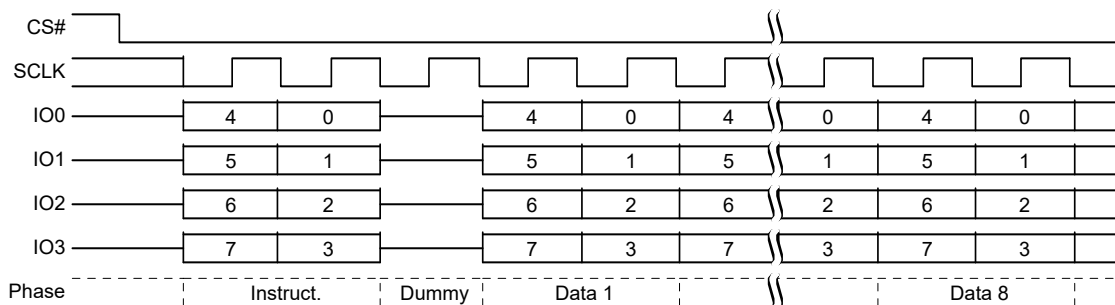 CS#
SCLK
IO0 4 0 4 0 4 0 4 0
IO1 5 1 5 1 5 1 5 1
IO2 6 2 6 2 6 2 6 2
IO3 7 3 7 3 7 3 7 3
Phase Instruct. Dummy Data 1 Data 8